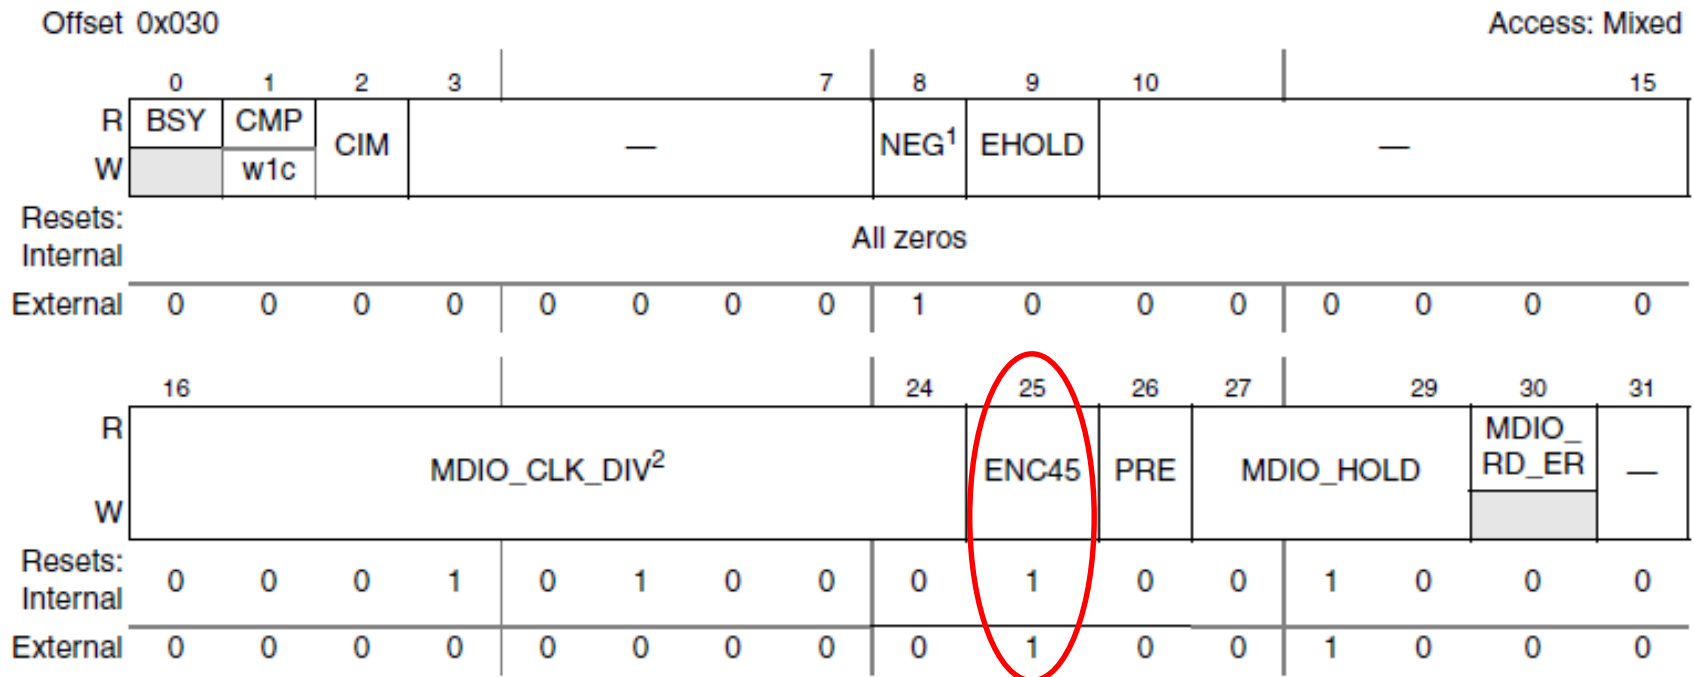 Offset 0x030 Access: Mixed
0 1 2 3 7 8 9 10 15
R BSY CMP CIM — NEG1 EHOLD —
W w1c
Resets:
Internal All zeros
External 0 0 0 0 0 0 0 0 1 0 0 0 0 0 0 0
16 24 25 26 27 29 30 31
R MDIO_CLK_DIV2 ENC45 PRE MDIO_HOLD MDIO_
RD_ER —
W
Resets:
Internal 0 0 0 1 0 1 0 0 0 1 0 0 1 0 0 0
External 0 0 0 0 0 0 0 0 0 1 0 0 1 0 0 0